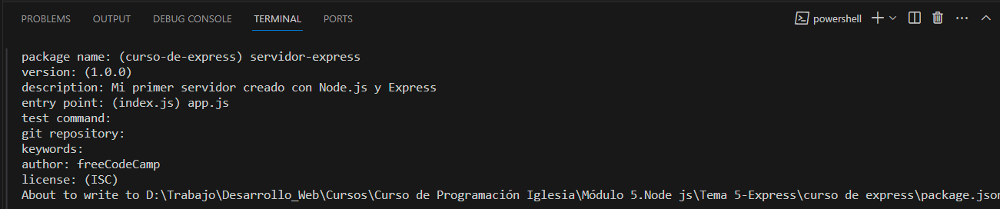 PROBLEMS OUTPUT DEBUG CONSOLE TERMINAL PORTS powershell
package name: (curso-de-express) servidor-express
version: (1.0.0)
description: Mi primer servidor creado con Node.js y Express
entry point: (index.js) app.js
test command:
git repository:
keywords:
author: freeCodeCamp
license: (ISC)
About to write to D:\Trabajo\Desarrollo_Web\Cursos\Curso de Programación Iglesia\Módulo 5.Node js\Tema 5-Express\curso de express\package.json